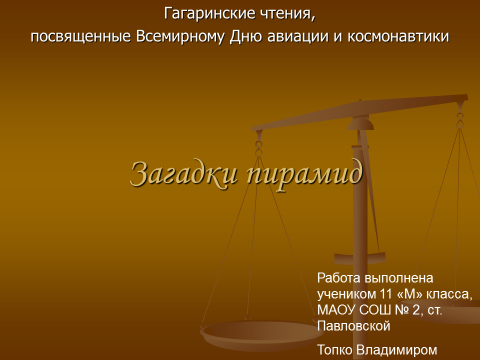 Гагаринские чтения,
посвященные Всемирному Дню авиации и космонавтики
Загадки пирамид
Работа выполнена
учеником 11 «М» класса,
МАОУ СОШ № 2, ст.
Павловской
Топко Владимиром